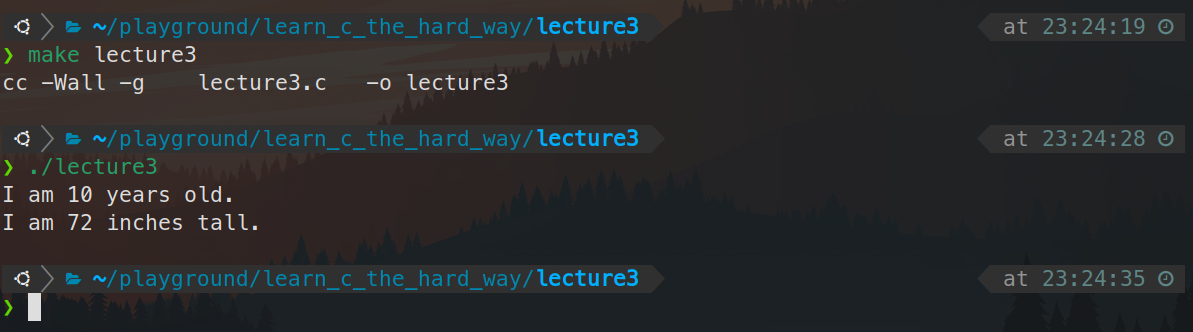 ~/playground/learn_c_the_hard_way/lecture3 at 23:24:19
❯ make lecture3
cc -Wall -g    lecture3.c   -o lecture3
~/playground/learn_c_the_hard_way/lecture3 at 23:24:28
❯ ./lecture3
I am 10 years old.
I am 72 inches tall.
~/playground/learn_c_the_hard_way/lecture3 at 23:24:35
❯